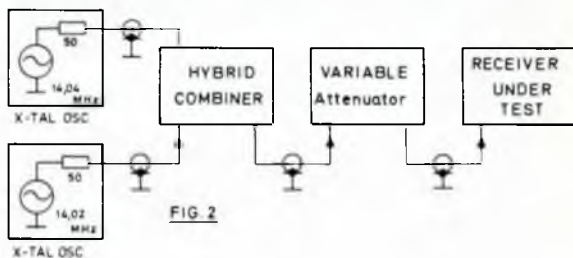 50
14,04
MHz
X-TAL OSC
HYBRID
COMBINER
VARIABLE
Attenuator
RECEIVER
UNDER
TEST
50
14,02
MHz
X-TAL OSC
FIG. 2